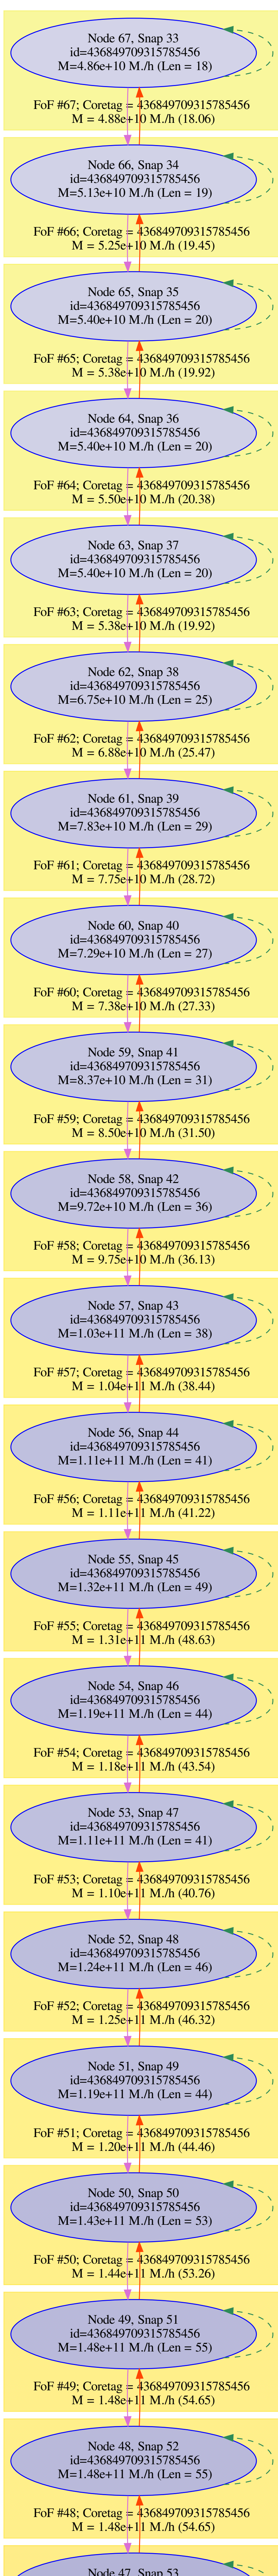 Node 67, Snap 33
id=436849709315785456
M=4.86e+10 M./h (Len = 18)
FoF #67; Coretag = 436849709315785456
M = 4.88e+10 M./h (18.06)
Node 66, Snap 34
id=436849709315785456
M=5.13e+10 M./h (Len = 19)
FoF #66; Coretag = 436849709315785456
M = 5.25e+10 M./h (19.45)
Node 65, Snap 35
id=436849709315785456
M=5.40e+10 M./h (Len = 20)
FoF #65; Coretag = 436849709315785456
M = 5.38e+10 M./h (19.92)
Node 64, Snap 36
id=436849709315785456
M=5.40e+10 M./h (Len = 20)
FoF #64; Coretag = 436849709315785456
M = 5.50e+10 M./h (20.38)
Node 63, Snap 37
id=436849709315785456
M=5.40e+10 M./h (Len = 20)
FoF #63; Coretag = 436849709315785456
M = 5.38e+10 M./h (19.92)
Node 62, Snap 38
id=436849709315785456
M=6.75e+10 M./h (Len = 25)
FoF #62; Coretag = 436849709315785456
M = 6.88e+10 M./h (25.47)
Node 61, Snap 39
id=436849709315785456
M=7.83e+10 M./h (Len = 29)
FoF #61; Coretag = 436849709315785456
M = 7.75e+10 M./h (28.72)
Node 60, Snap 40
id=436849709315785456
M=7.29e+10 M./h (Len = 27)
FoF #60; Coretag = 436849709315785456
M = 7.38e+10 M./h (27.33)
Node 59, Snap 41
id=436849709315785456
M=8.37e+10 M./h (Len = 31)
FoF #59; Coretag = 436849709315785456
M = 8.50e+10 M./h (31.50)
Node 58, Snap 42
id=436849709315785456
M=9.72e+10 M./h (Len = 36)
FoF #58; Coretag = 436849709315785456
M = 9.75e+10 M./h (36.13)
Node 57, Snap 43
id=436849709315785456
M=1.03e+11 M./h (Len = 38)
FoF #57; Coretag = 436849709315785456
M = 1.04e+11 M./h (38.44)
Node 56, Snap 44
id=436849709315785456
M=1.11e+11 M./h (Len = 41)
FoF #56; Coretag = 436849709315785456
M = 1.11e+11 M./h (41.22)
Node 55, Snap 45
id=436849709315785456
M=1.32e+11 M./h (Len = 49)
FoF #55; Coretag = 436849709315785456
M = 1.31e+11 M./h (48.63)
Node 54, Snap 46
id=436849709315785456
M=1.19e+11 M./h (Len = 44)
FoF #54; Coretag = 436849709315785456
M = 1.18e+11 M./h (43.54)
Node 53, Snap 47
id=436849709315785456
M=1.11e+11 M./h (Len = 41)
FoF #53; Coretag = 436849709315785456
M = 1.10e+11 M./h (40.76)
Node 52, Snap 48
id=436849709315785456
M=1.24e+11 M./h (Len = 46)
FoF #52; Coretag = 436849709315785456
M = 1.25e+11 M./h (46.32)
Node 51, Snap 49
id=436849709315785456
M=1.19e+11 M./h (Len = 44)
FoF #51; Coretag = 436849709315785456
M = 1.20e+11 M./h (44.46)
Node 50, Snap 50
id=436849709315785456
M=1.43e+11 M./h (Len = 53)
FoF #50; Coretag = 436849709315785456
M = 1.44e+11 M./h (53.26)
Node 49, Snap 51
id=436849709315785456
M=1.48e+11 M./h (Len = 55)
FoF #49; Coretag = 436849709315785456
M = 1.48e+11 M./h (54.65)
Node 48, Snap 52
id=436849709315785456
M=1.48e+11 M./h (Len = 55)
FoF #48; Coretag = 436849709315785456
M = 1.48e+11 M./h (54.65)
Node 47, Snap 53